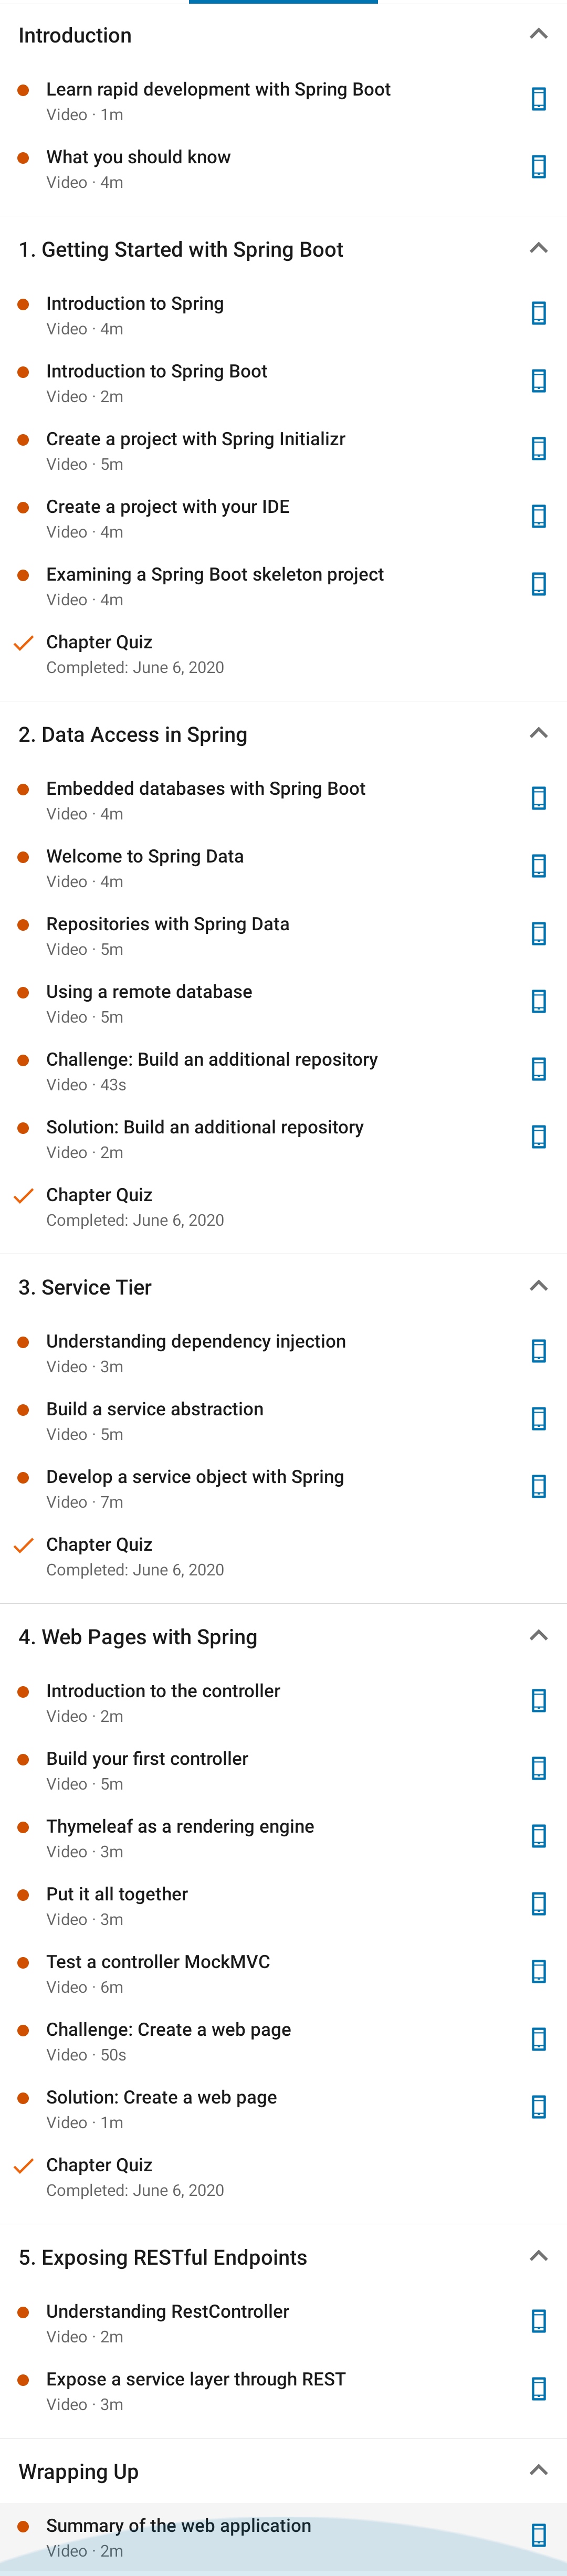 Introduction
Learn rapid development with Spring Boot
Video · 1m
What you should know
Video · 4m
1. Getting Started with Spring Boot
Introduction to Spring
Video · 4m
Introduction to Spring Boot
Video · 2m
Create a project with Spring Initializr
Video · 5m
Create a project with your IDE
Video · 4m
Examining a Spring Boot skeleton project
Video · 4m
Chapter Quiz
Completed: June 6, 2020
2. Data Access in Spring
Embedded databases with Spring Boot
Video · 4m
Welcome to Spring Data
Video · 4m
Repositories with Spring Data
Video · 5m
Using a remote database
Video · 5m
Challenge: Build an additional repository
Video · 43s
Solution: Build an additional repository
Video · 2m
Chapter Quiz
Completed: June 6, 2020
3. Service Tier
Understanding dependency injection
Video · 3m
Build a service abstraction
Video · 5m
Develop a service object with Spring
Video · 7m
Chapter Quiz
Completed: June 6, 2020
4. Web Pages with Spring
Introduction to the controller
Video · 2m
Build your first controller
Video · 5m
Thymeleaf as a rendering engine
Video · 3m
Put it all together
Video · 3m
Test a controller MockMVC
Video · 6m
Challenge: Create a web page
Video · 50s
Solution: Create a web page
Video · 1m
Chapter Quiz
Completed: June 6, 2020
5. Exposing RESTful Endpoints
Understanding RestController
Video · 2m
Expose a service layer through REST
Video · 3m
Wrapping Up
Summary of the web application
Video · 2m